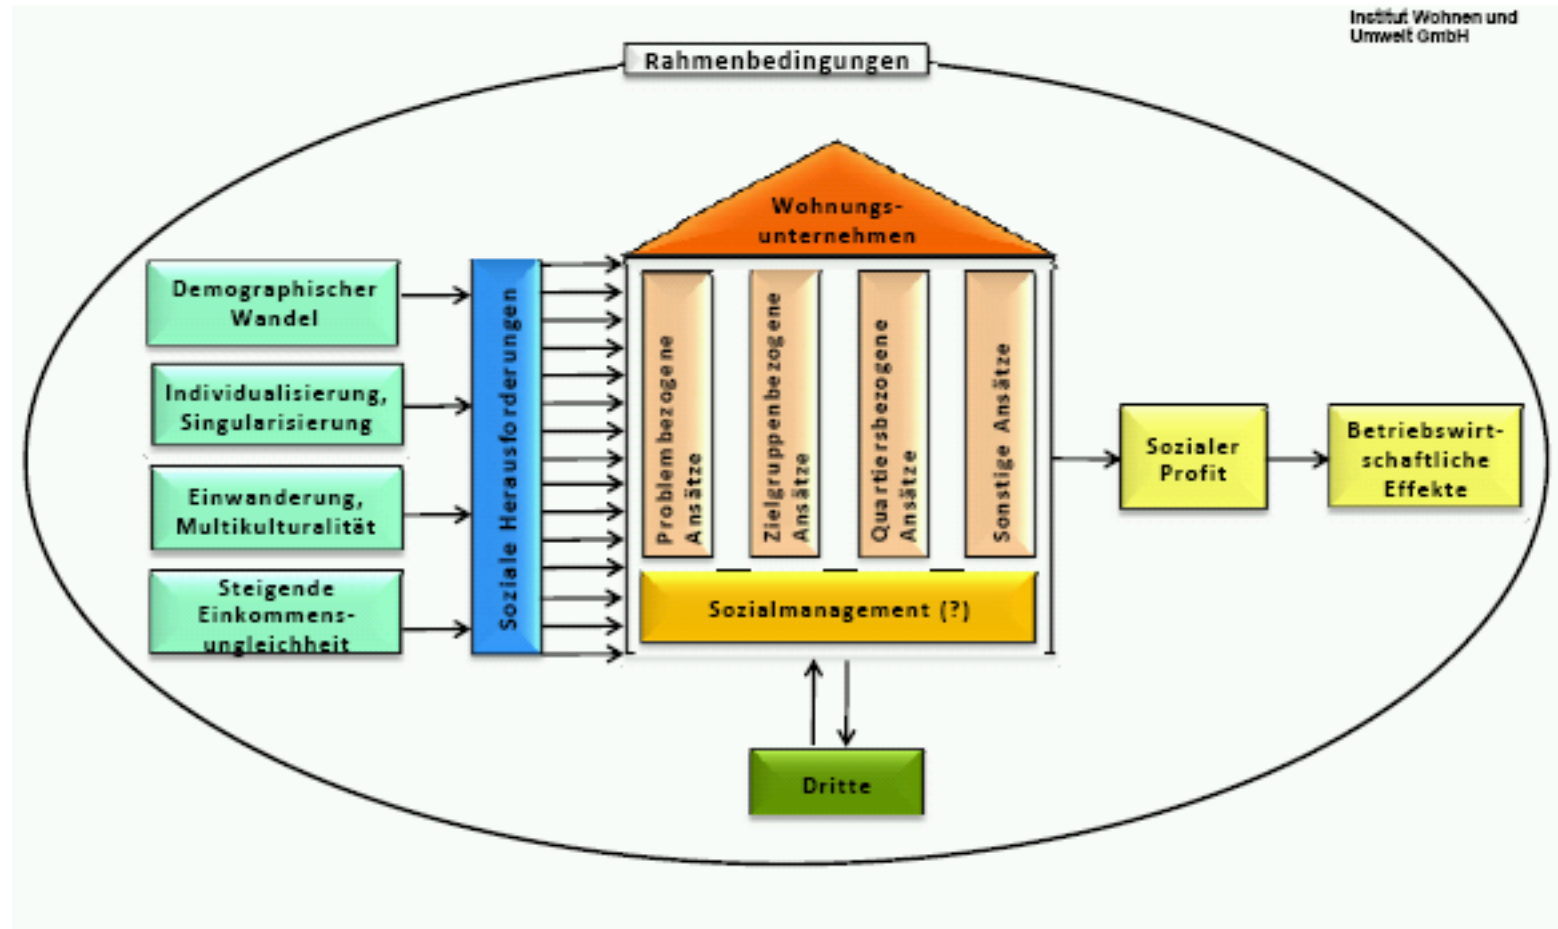 Institut Wohnen und
Umwelt GmbH
Rahmenbedingungen
Wohnungs-
unternehmen
Demographischer
Wandel
Individualisierung,
Singularisierung
Einwanderung,
Multikulturalität
Steigende
Einkommens-
ungleichheit
Soziale Herausforderungen
Problembezogene
Ansätze
Zielgruppenbezogene
Ansätze
Quartiersbezogene
Ansätze
Sonstige Ansätze
Sozialmanagement (?)
Sozialer
Profit
Betriebswirt-
schaftliche
Effekte
Dritte